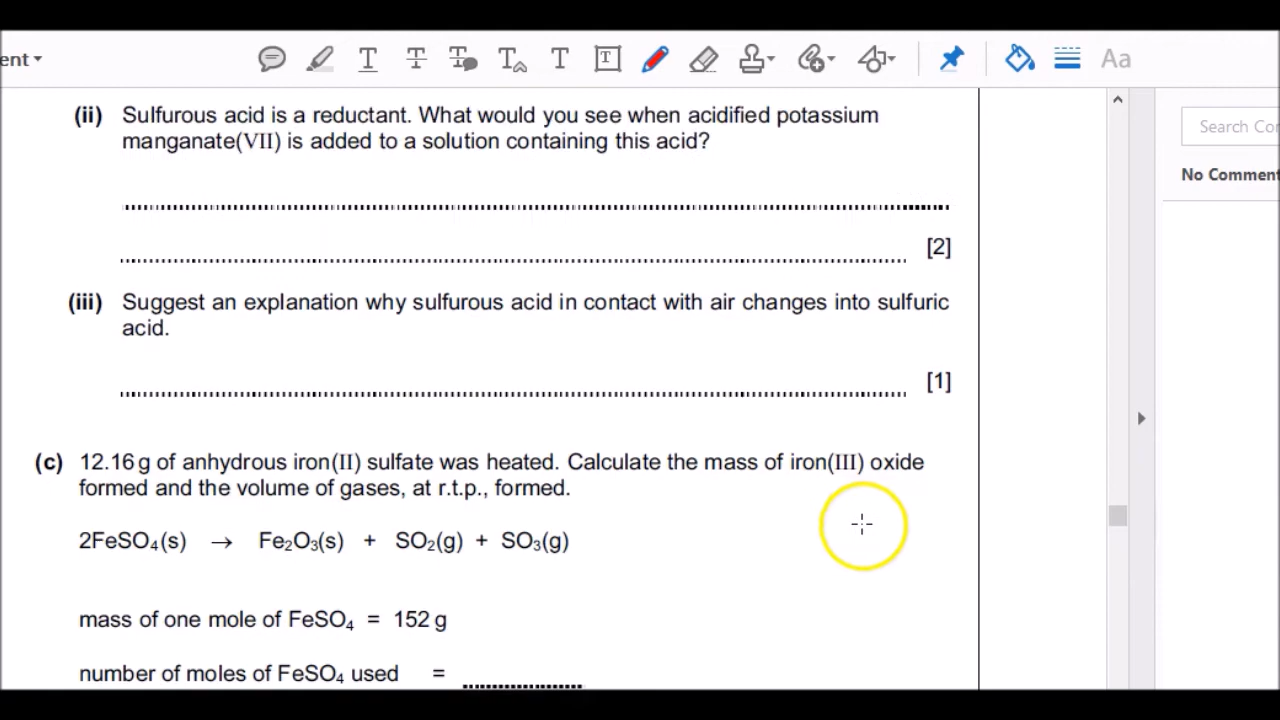 ent
Aa
(ii) Sulfurous acid is a reductant. What would you see when acidified potassium
manganate(VII) is added to a solution containing this acid?
[2]
(iii) Suggest an explanation why sulfurous acid in contact with air changes into sulfuric
acid.
[1]
(c) 12.16 g of anhydrous iron(II) sulfate was heated. Calculate the mass of iron(III) oxide
formed and the volume of gases, at r.t.p., formed.
2FeSO₄(s) → Fe₂O₃(s) + SO₂(g) + SO₃(g)
mass of one mole of FeSO₄ = 152 g
number of moles of FeSO₄ used =
Search Co
No Comment